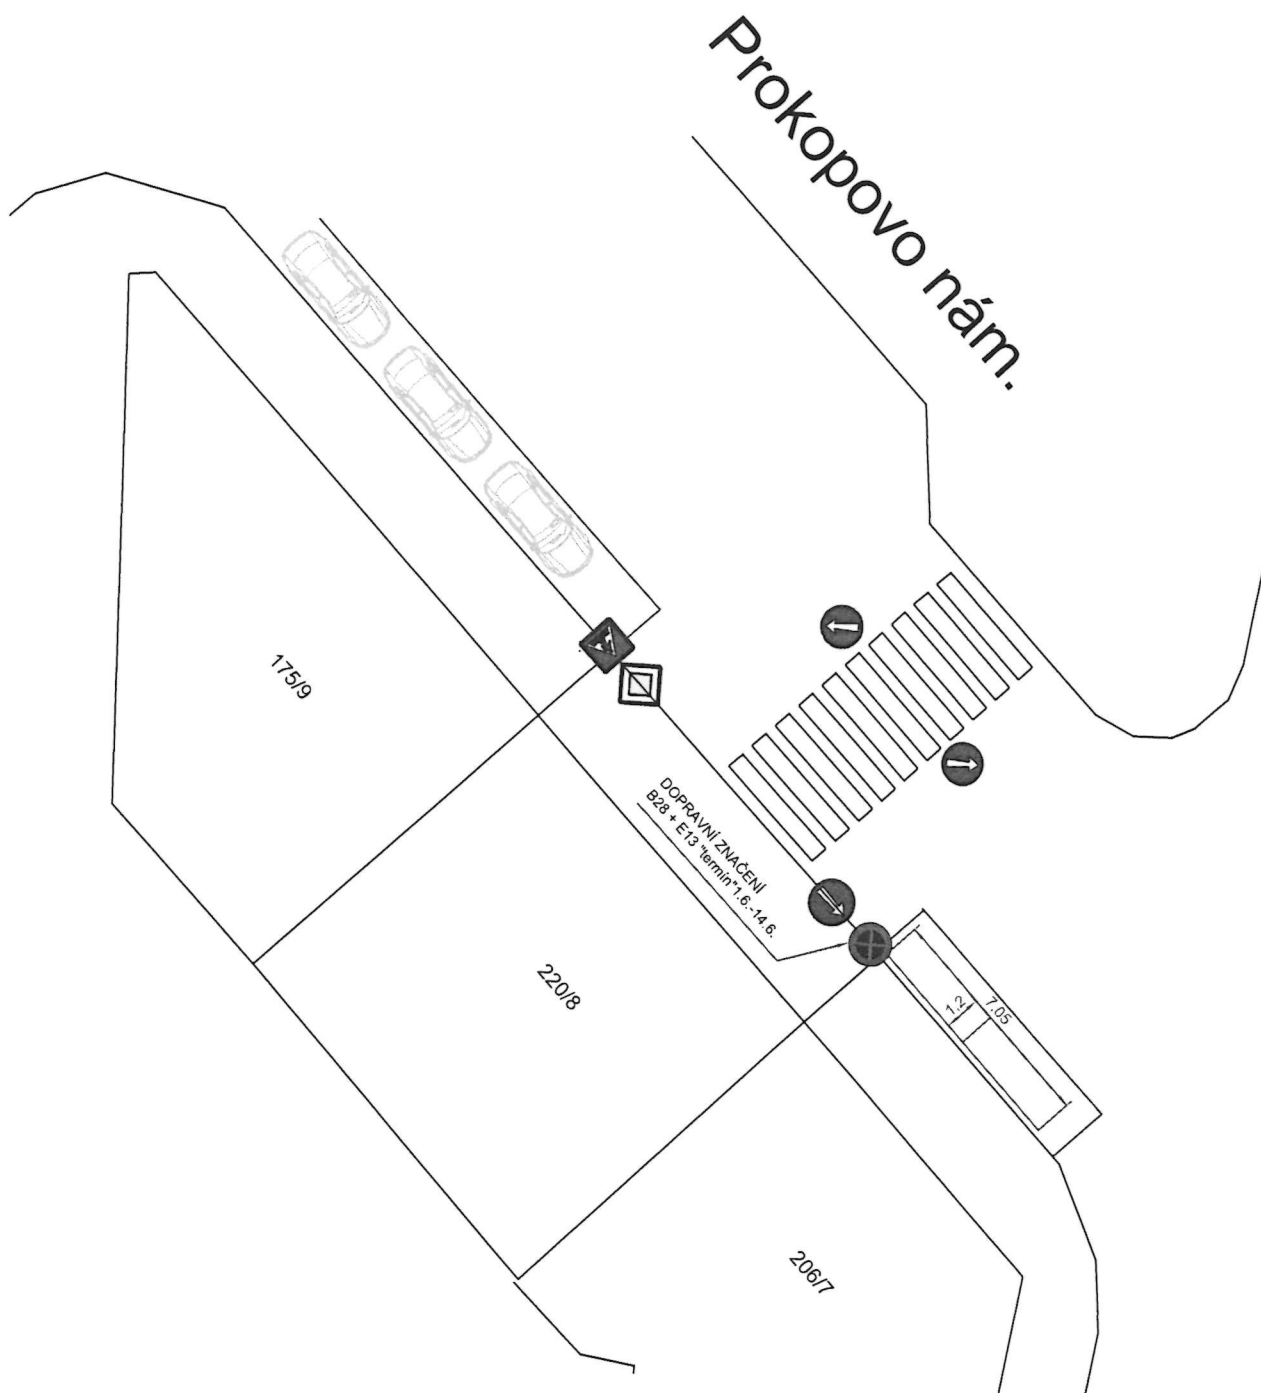 Prokopovo nám.
175/9
DOPRAVNÍ ZNAČENÍ
B28 + E13 "termín"1.6.-14.6.
220/8
1.2
7.05
206/7